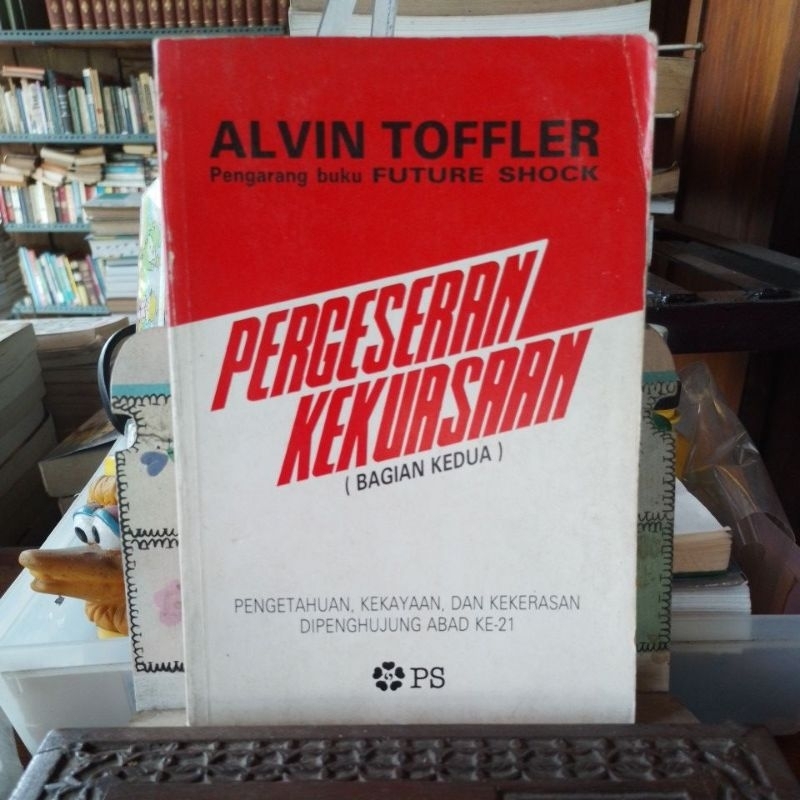 ALVIN TOFFLER
Pengarang buku FUTURE SHOCK
PERGESERAN
KEKUASAAN
( BAGIAN KEDUA )
PENGETAHUAN, KEKAYAAN, DAN KEKERASAN
DIPENGHUJUNG ABAD KE-21
PS